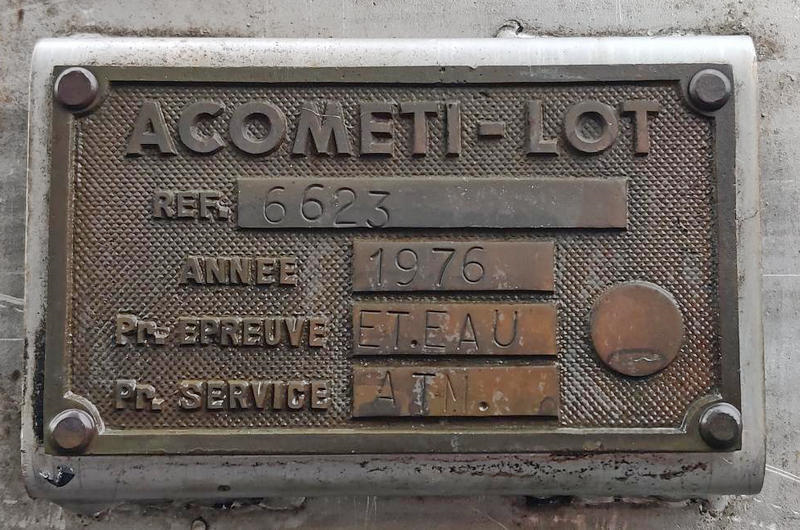 ACOMETI-LOT
REF: 6623
ANNEE 1976
Pr. EPREUVE ET.EAU
Pr. SERVICE ATM.